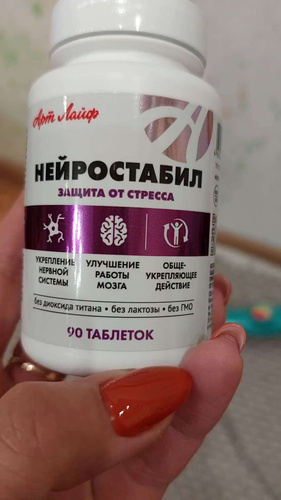 Арт Лайф
НЕЙРОСТАБИЛ
ЗАЩИТА ОТ СТРЕССА
УКРЕПЛЕНИЕ
НЕРВНОЙ
СИСТЕМЫ
УЛУЧШЕНИЕ
РАБОТЫ
МОЗГА
ОБЩЕ-
УКРЕПЛЯЮЩЕЕ
ДЕЙСТВИЕ
без диоксида титана • без лактозы • без ГМО
90 ТАБЛЕТОК